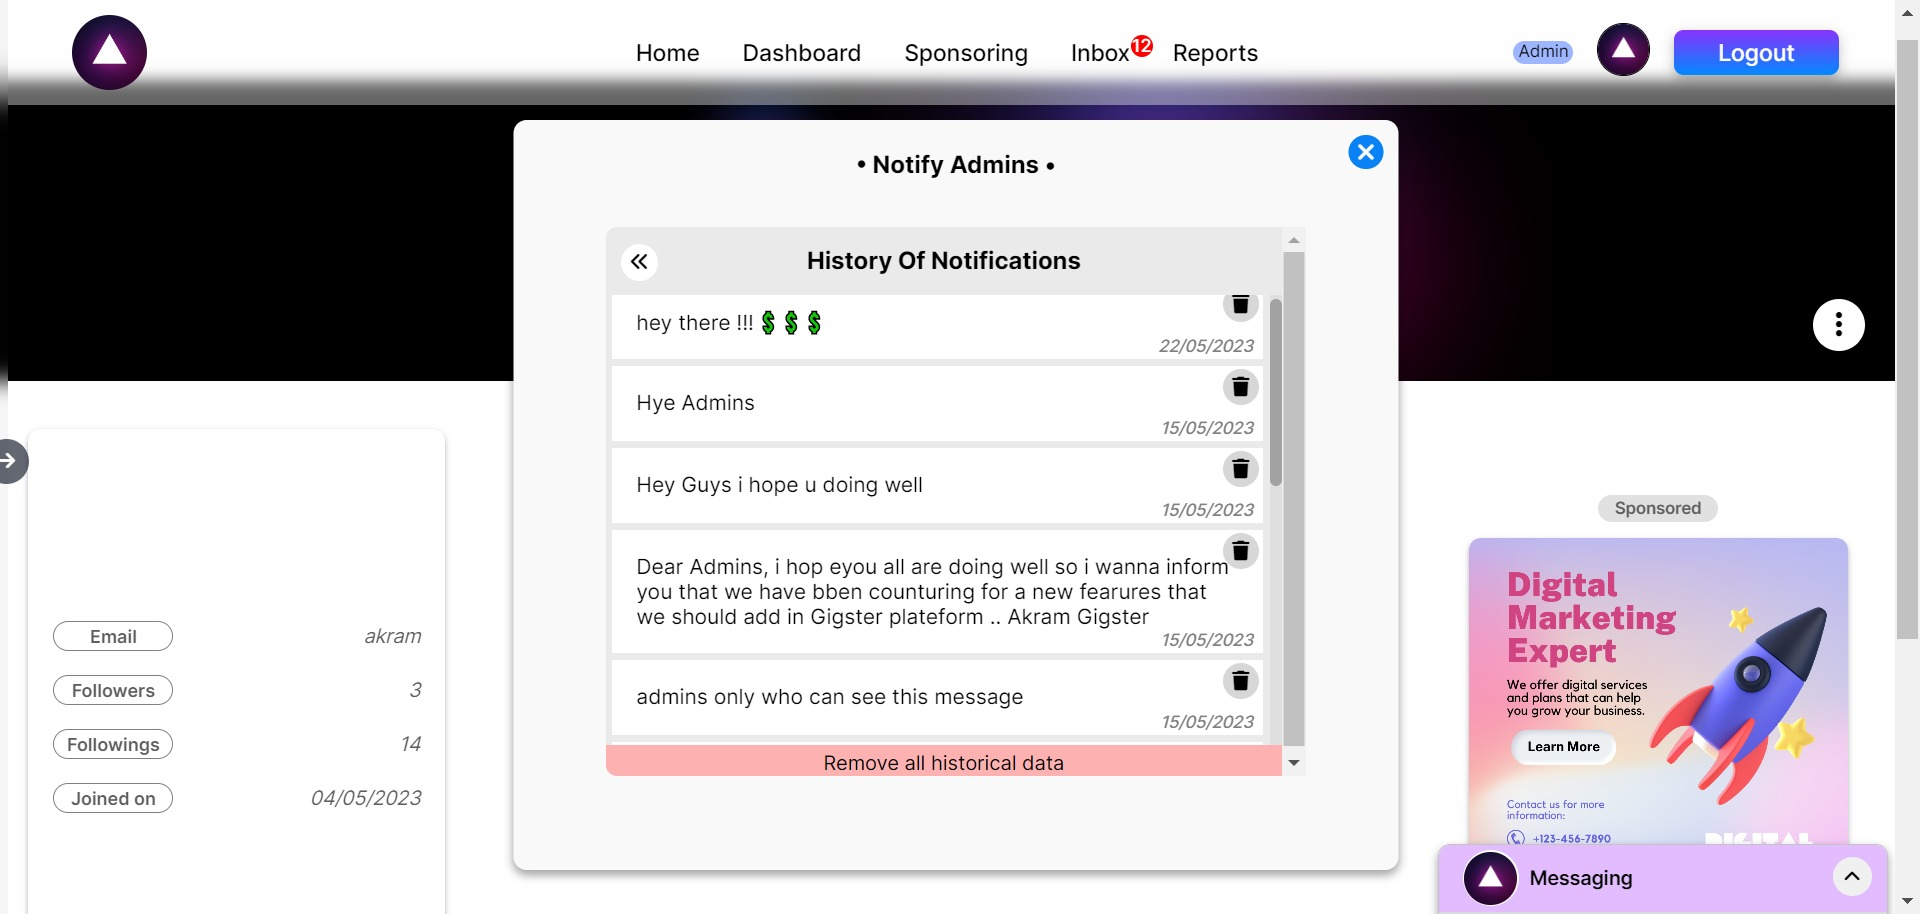 Home Dashboard Sponsoring Inbox 12 Reports
Admin
Logout
• Notify Admins •
History Of Notifications
hey there !!! 💲💲💲
22/05/2023
Hye Admins
15/05/2023
Hey Guys i hope u doing well
15/05/2023
Dear Admins, i hop eyou all are doing well so i wanna inform
you that we have bben counturing for a new fearures that
we should add in Gigster plateform .. Akram Gigster
15/05/2023
admins only who can see this message
15/05/2023
Remove all historical data
Email akram
Followers 3
Followings 14
Joined on 04/05/2023
Sponsored
Digital
Marketing
Expert
We offer digital services
and plans that can help
you grow your business.
Learn More
Contact us for more
information:
+123-456-7890
DIGITAL
Messaging